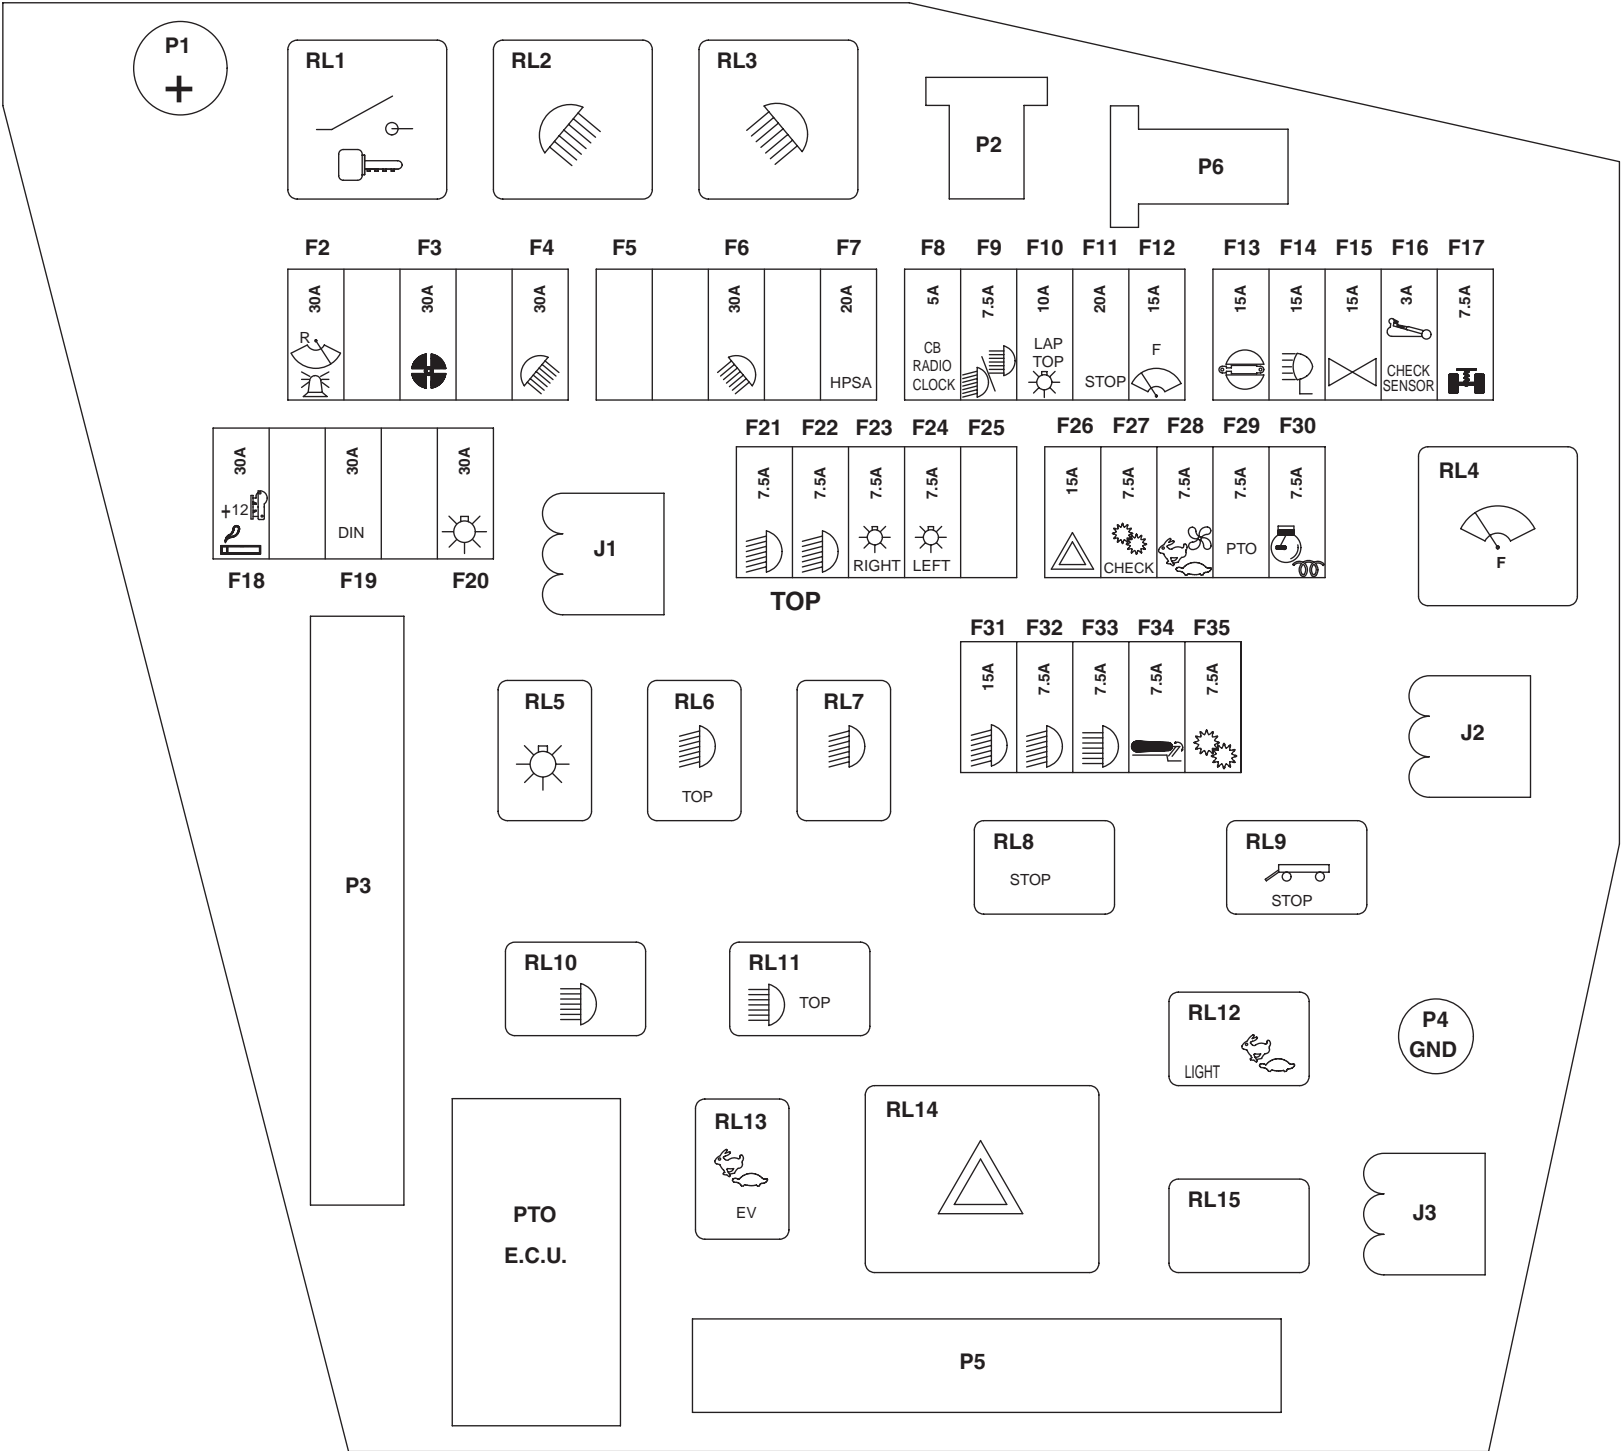 P1
+
RL1
RL2
RL3
P2
P6
F2 F3 F4 F5 F6 F7 F8 F9 F10 F11 F12 F13 F14 F15 F16 F17
30A 30A 30A 30A 20A 5A 7.5A 10A 20A 15A 15A 15A 15A 3A 7.5A
R
HPSA
CB
RADIO
CLOCK
LAP
TOP
STOP
F
CHECK
SENSOR
30A 30A 30A
+12
DIN
F18 F19 F20
J1
F21 F22 F23 F24 F25 F26 F27 F28 F29 F30
7.5A 7.5A 7.5A 7.5A 15A 7.5A 7.5A 7.5A 7.5A
RIGHT LEFT
CHECK
PTO
TOP
RL4
F
F31 F32 F33 F34 F35
15A 7.5A 7.5A 7.5A 7.5A
RL5
RL6
TOP
RL7
J2
P3
RL8
STOP
RL9
STOP
RL10
RL11
TOP
RL12
LIGHT
P4
GND
RL13
EV
RL14
RL15
J3
PTO
E.C.U.
P5